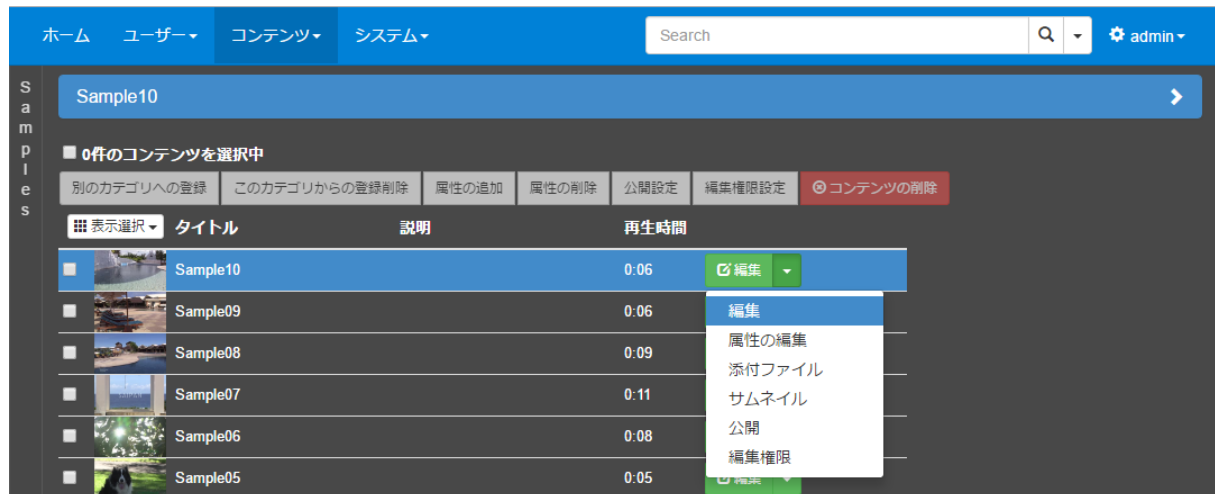 ホーム ユーザー コンテンツ システム Search admin
Samples
Sample10
0件のコンテンツを選択中
別のカテゴリへの登録 このカテゴリからの登録削除 属性の追加 属性の削除 公開設定 編集権限設定 コンテンツの削除
表示選択 タイトル 説明 再生時間
Sample10 0:06 編集
Sample09 0:06
編集
Sample08 0:09
属性の編集
添付ファイル
Sample07 0:11
サムネイル
Sample06 0:08
公開
編集権限
Sample05 0:05 編集